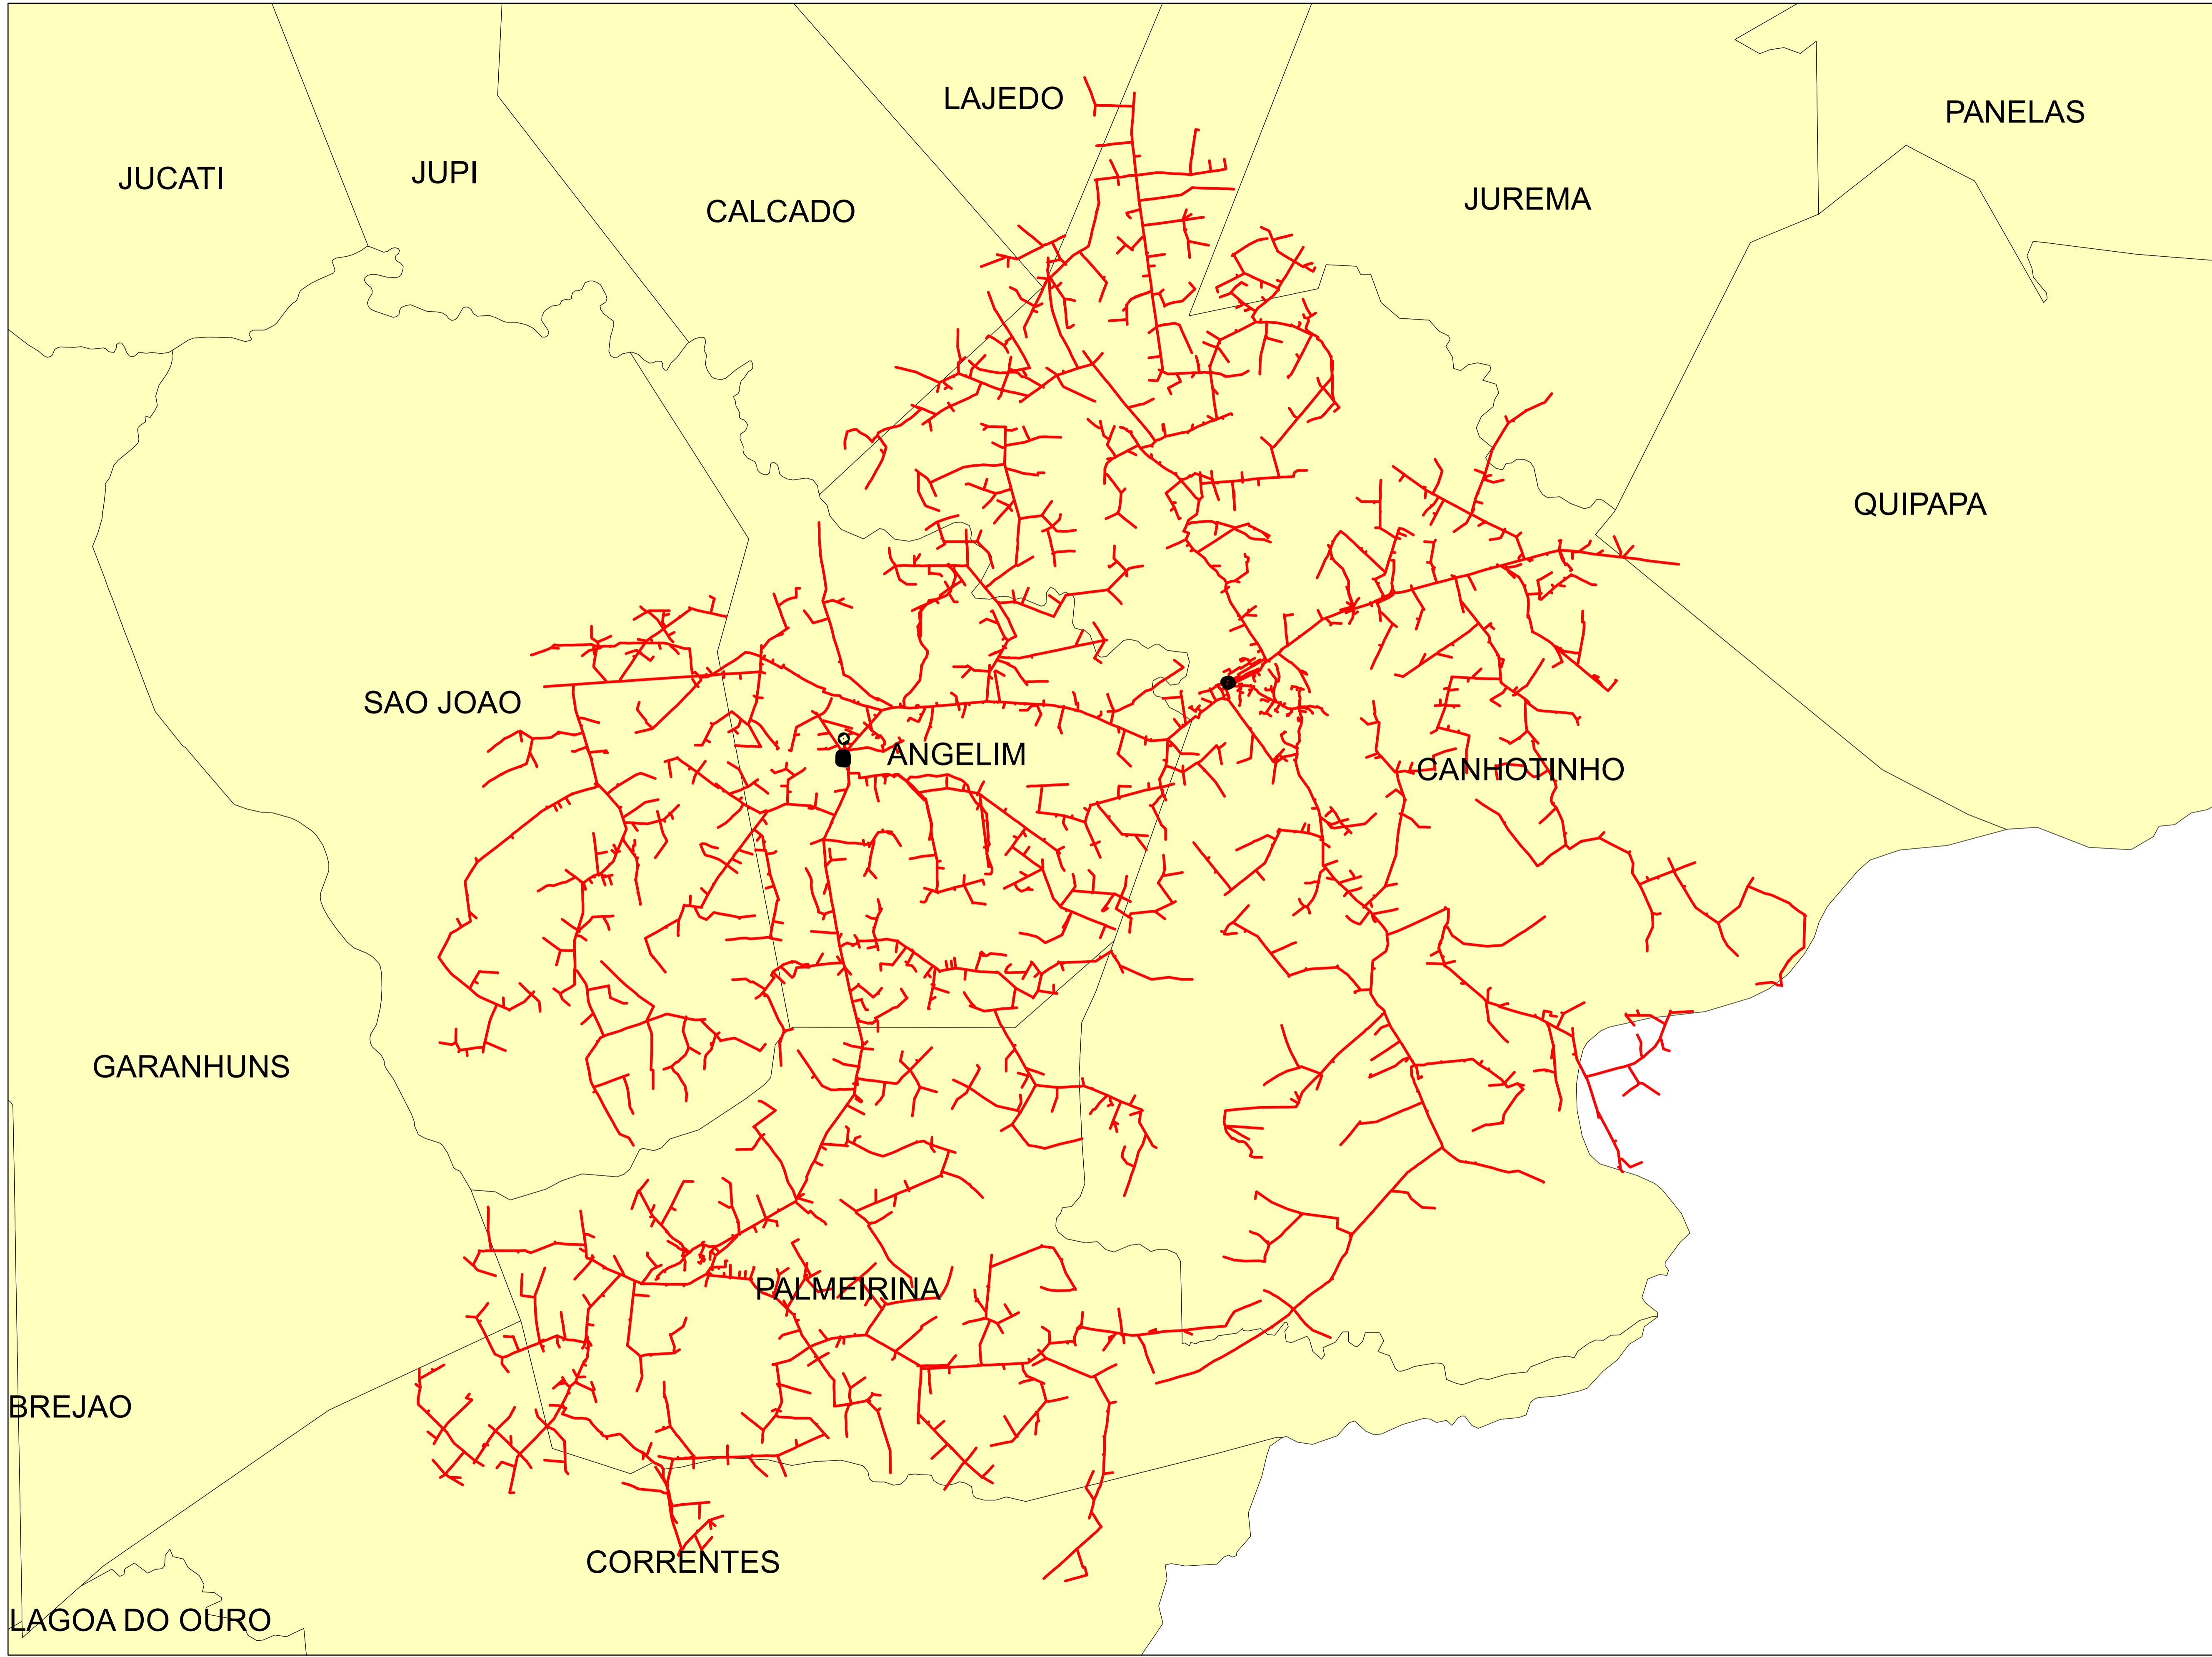 LAJEDO
PANELAS
JUCATI
JUPI
CALCADO
JUREMA
QUIPAPA
SAO JOAO
ANGELIM
CANHOTINHO
GARANHUNS
PALMEIRINA
BREJAO
CORRENTES
LAGOA DO OURO